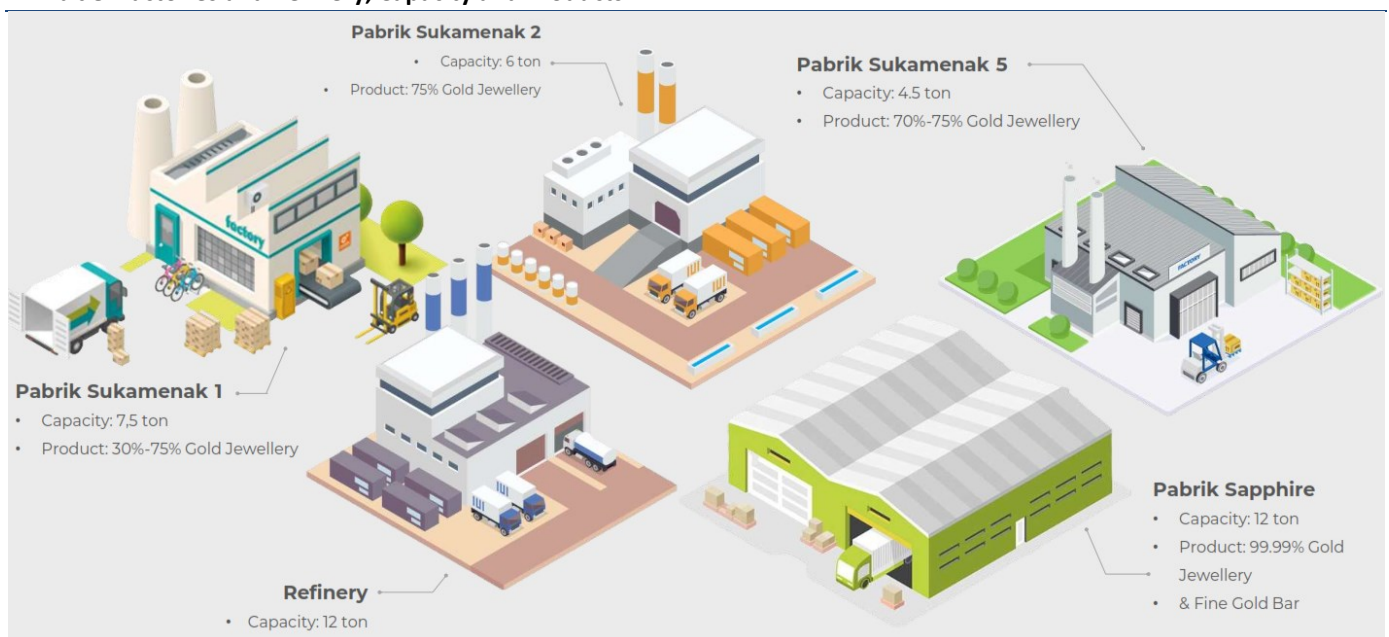 Pabrik Sukamenak 2
• Capacity: 6 ton
• Product: 75% Gold Jewellery
Pabrik Sukamenak 5
• Capacity: 4.5 ton
• Product: 70%-75% Gold Jewellery
factory
FACTORY
Pabrik Sukamenak 1
• Capacity: 7,5 ton
• Product: 30%-75% Gold Jewellery
Pabrik Sapphire
• Capacity: 12 ton
• Product: 99.99% Gold
Jewellery
• & Fine Gold Bar
Refinery
• Capacity: 12 ton